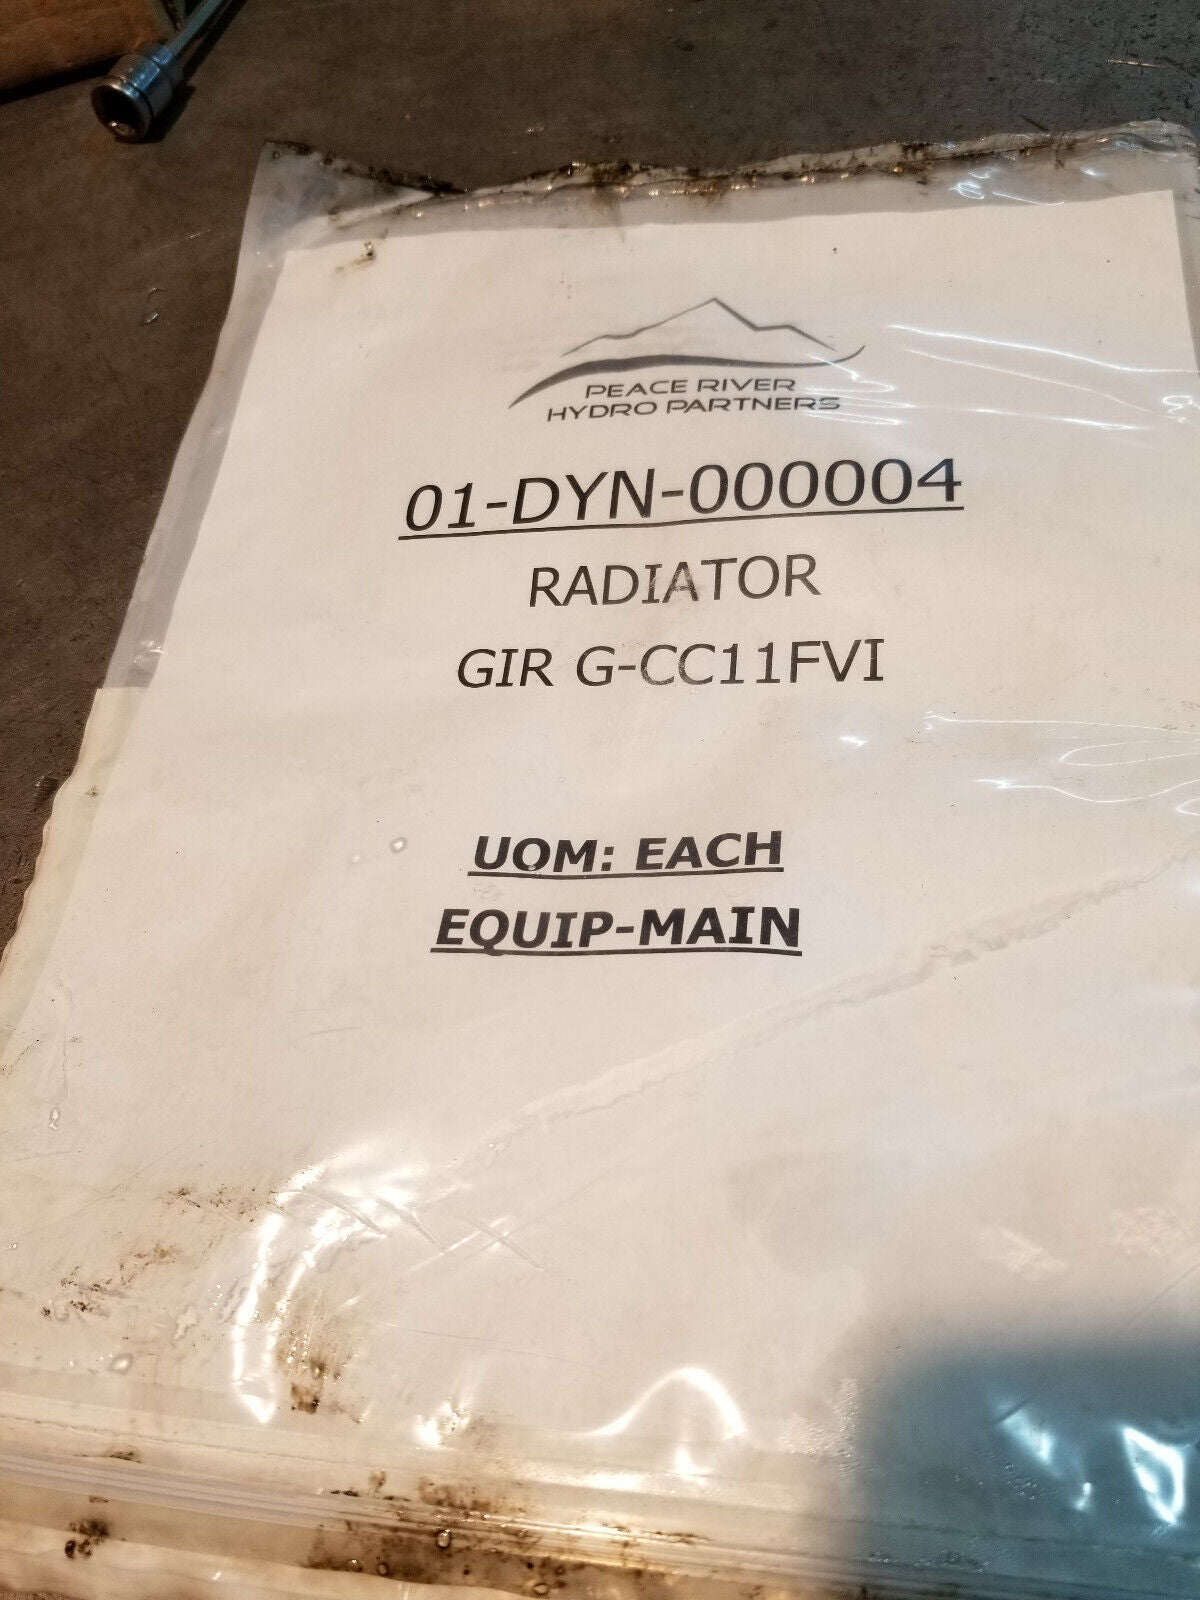 PEACE RIVER
HYDRO PARTNERS
01-DYN-000004
RADIATOR
GIR G-CC11FVI
UOM: EACH
EQUIP-MAIN